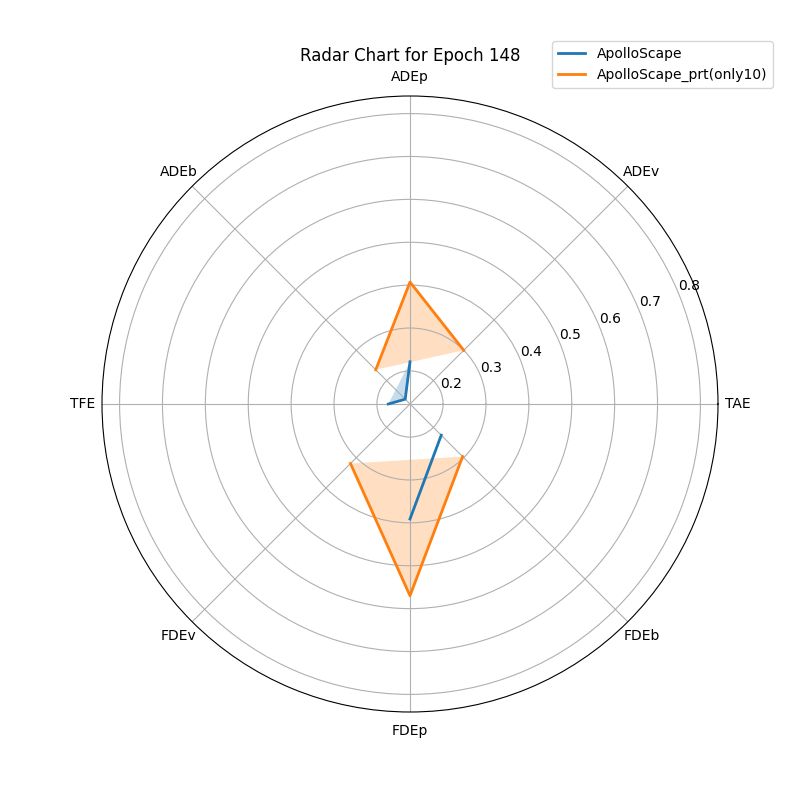 Radar Chart for Epoch 148
ApolloScape
ApolloScape_prt(only10)
ADEp
ADEb
ADEv
0.8
0.7
0.6
0.5
0.4
0.3
0.2
TFE
TAE
FDEv
FDEb
FDEp